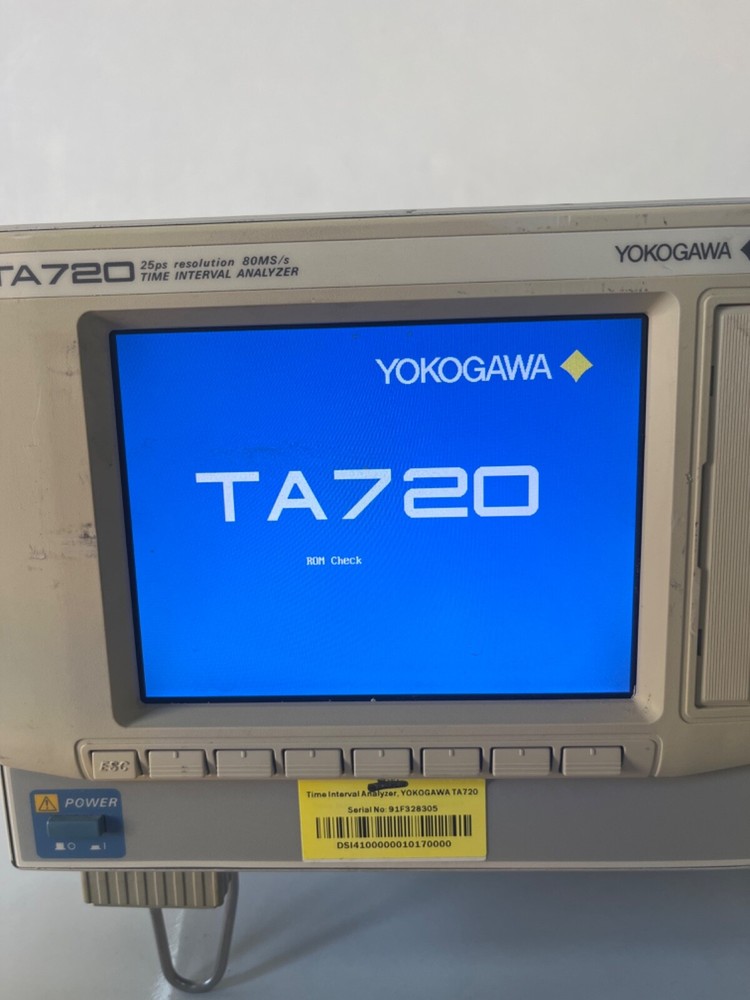 TA720 25ps resolution 80MS/s
TIME INTERVAL ANALYZER
YOKOGAWA
YOKOGAWA
TA720
ROM Check
ESC
POWER
Time Interval Analyzer, YOKOGAWA TA720
Serial No: 91F328305
DSI4100000010170000